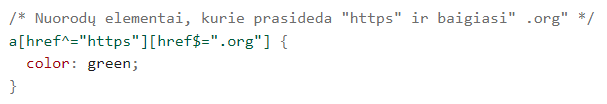 /* Nuorodų elementai, kurie prasideda "https" ir baigiasi" .org" */
a[href^="https"][href$=".org"] {
  color: green;
}